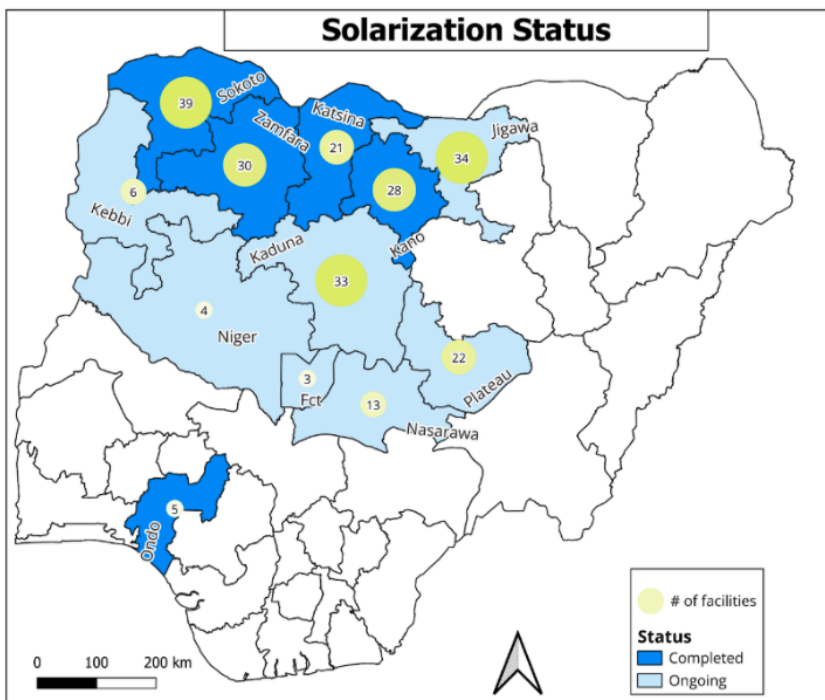 Solarization Status
39
Sokoto
Katsina
Zamfara
21
Jigawa
34
30
28
6
Kebbi
Kaduna
Kano
33
4
Niger
22
3
Fct
13
Plateau
Nasarawa
5
Ondo
# of facilities
Status
Completed
Ongoing
0 100 200 km